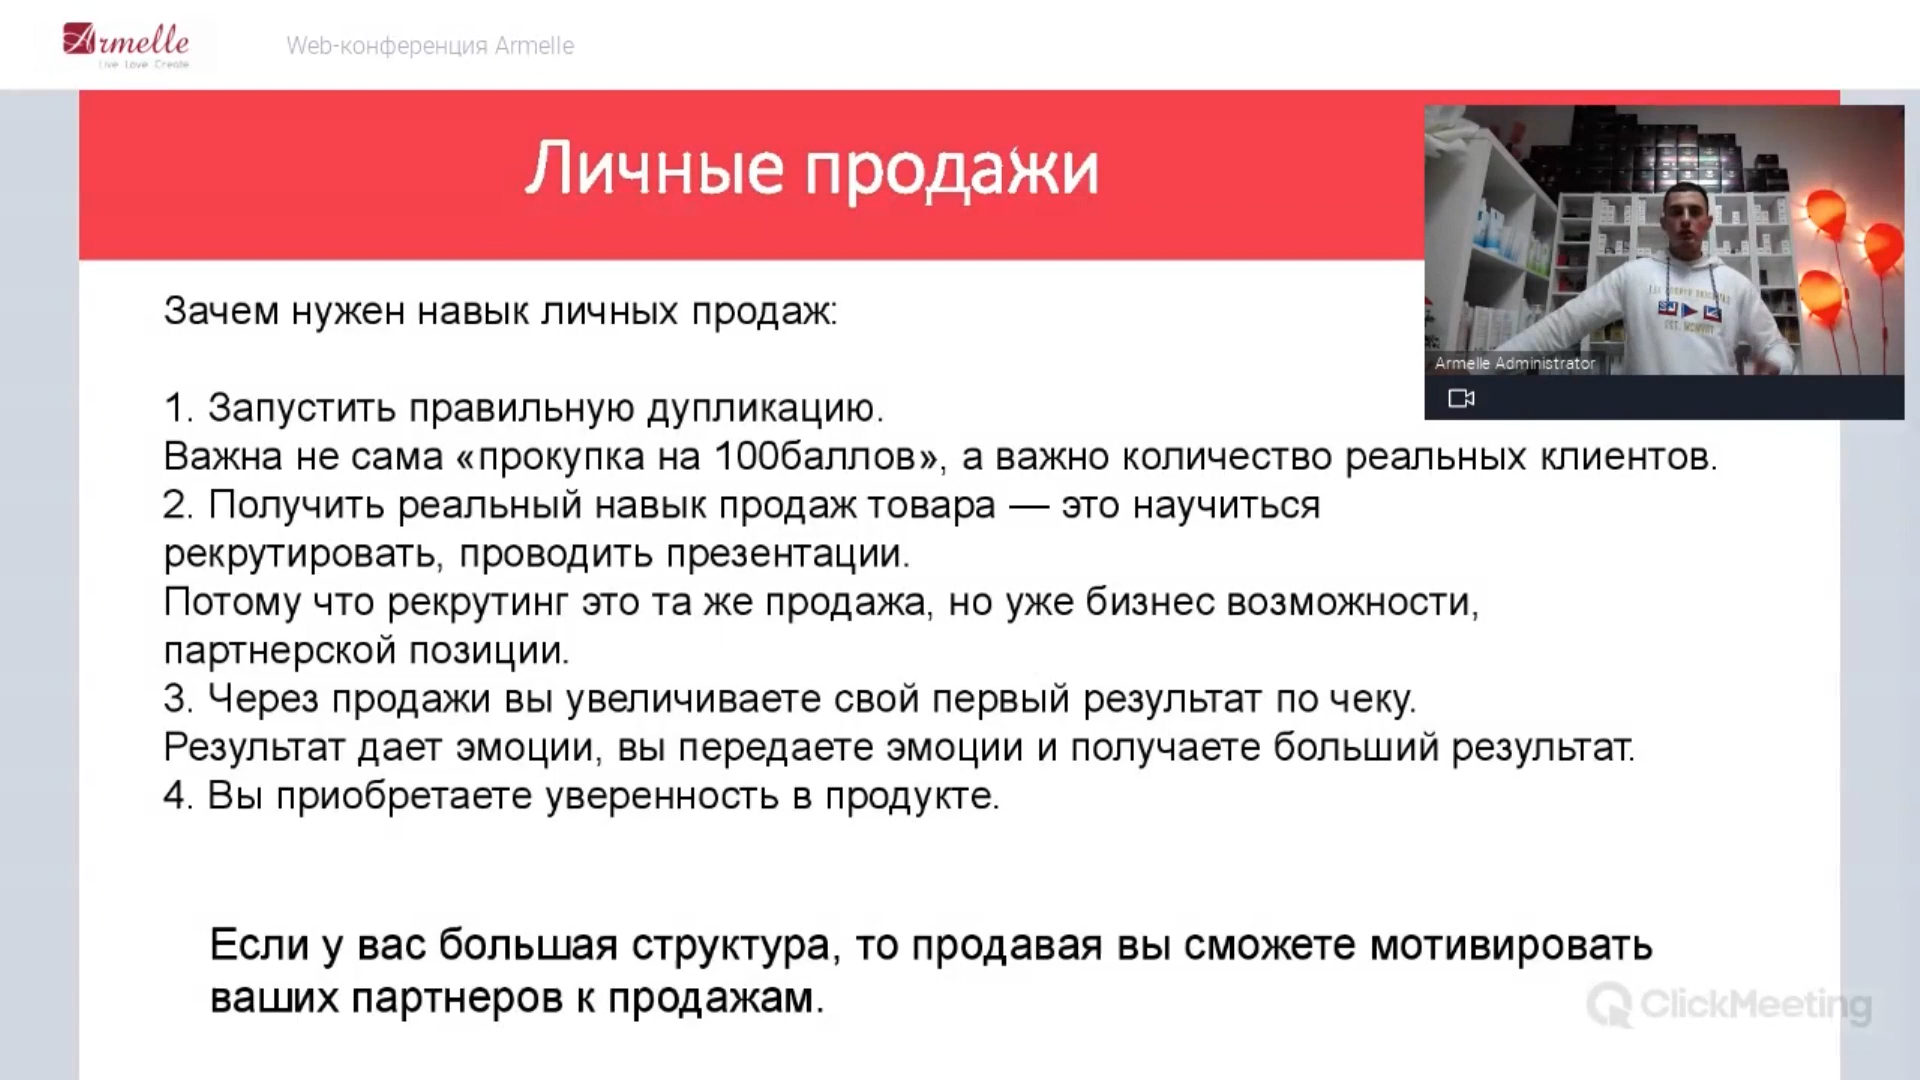 Armelle
Live Love Create
Web-конференция Armelle
Личные продажи
Armelle Administrator
Зачем нужен навык личных продаж:
1. Запустить правильную дупликацию.
Важна не сама «прокупка на 100баллов», а важно количество реальных клиентов.
2. Получить реальный навык продаж товара — это научиться
рекрутировать, проводить презентации.
Потому что рекрутинг это та же продажа, но уже бизнес возможности,
партнерской позиции.
3. Через продажи вы увеличиваете свой первый результат по чеку.
Результат дает эмоции, вы передаете эмоции и получаете больший результат.
4. Вы приобретаете уверенность в продукте.
Если у вас большая структура, то продавая вы сможете мотивировать
ваших партнеров к продажам.
ClickMeeting